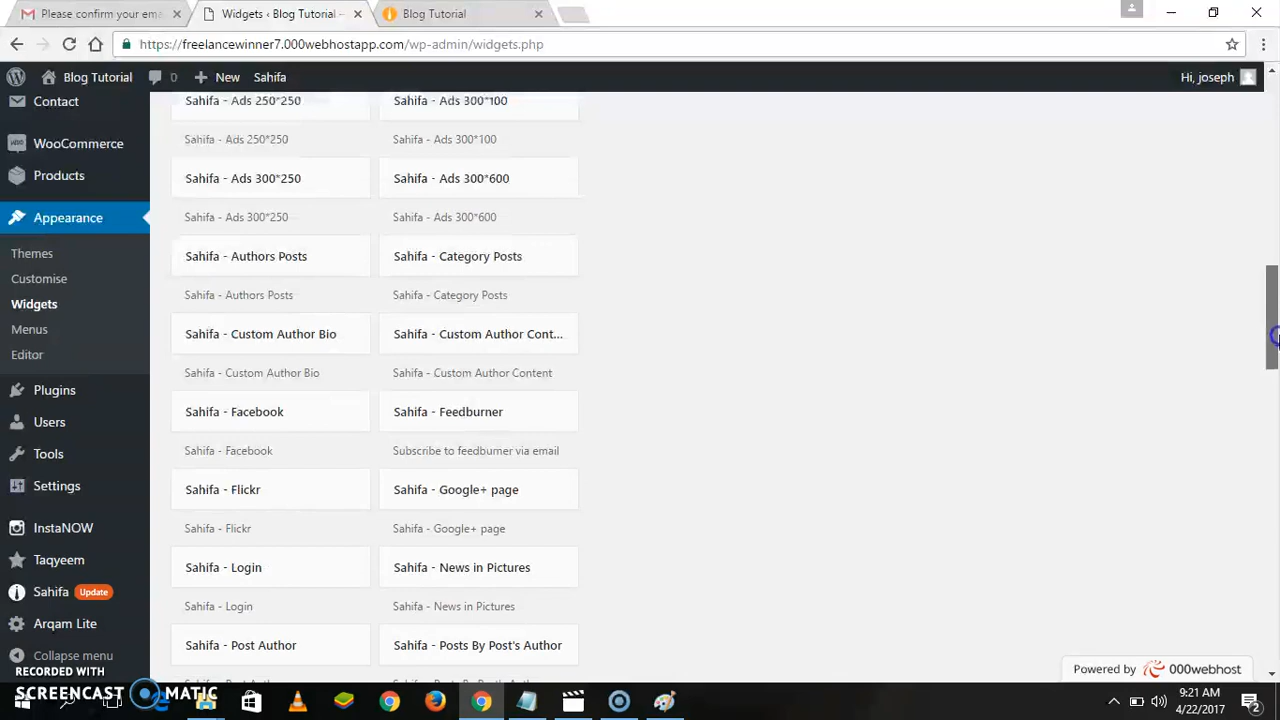 Please confirm your ema
Widgets ‹ Blog Tutorial —
Blog Tutorial
https://freelancewinner7.000webhostapp.com/wp-admin/widgets.php
Blog Tutorial
0
New
Sahifa
Hi, joseph
Contact
WooCommerce
Products
Appearance
Themes
Customise
Widgets
Menus
Editor
Plugins
Users
Tools
Settings
InstaNOW
Taqyeem
Sahifa Update
Arqam Lite
Collapse menu
Sahifa - Ads 250*250
Sahifa - Ads 300*100
Sahifa - Ads 250*250
Sahifa - Ads 300*100
Sahifa - Ads 300*250
Sahifa - Ads 300*600
Sahifa - Ads 300*250
Sahifa - Ads 300*600
Sahifa - Authors Posts
Sahifa - Category Posts
Sahifa - Authors Posts
Sahifa - Category Posts
Sahifa - Custom Author Bio
Sahifa - Custom Author Cont...
Sahifa - Custom Author Bio
Sahifa - Custom Author Content
Sahifa - Facebook
Sahifa - Feedburner
Sahifa - Facebook
Subscribe to feedburner via email
Sahifa - Flickr
Sahifa - Google+ page
Sahifa - Flickr
Sahifa - Google+ page
Sahifa - Login
Sahifa - News in Pictures
Sahifa - Login
Sahifa - News in Pictures
Sahifa - Post Author
Sahifa - Posts By Post's Author
Powered by 000webhost
RECORDED WITH
SCREENCAST MATIC
9:21 AM
4/22/2017
2